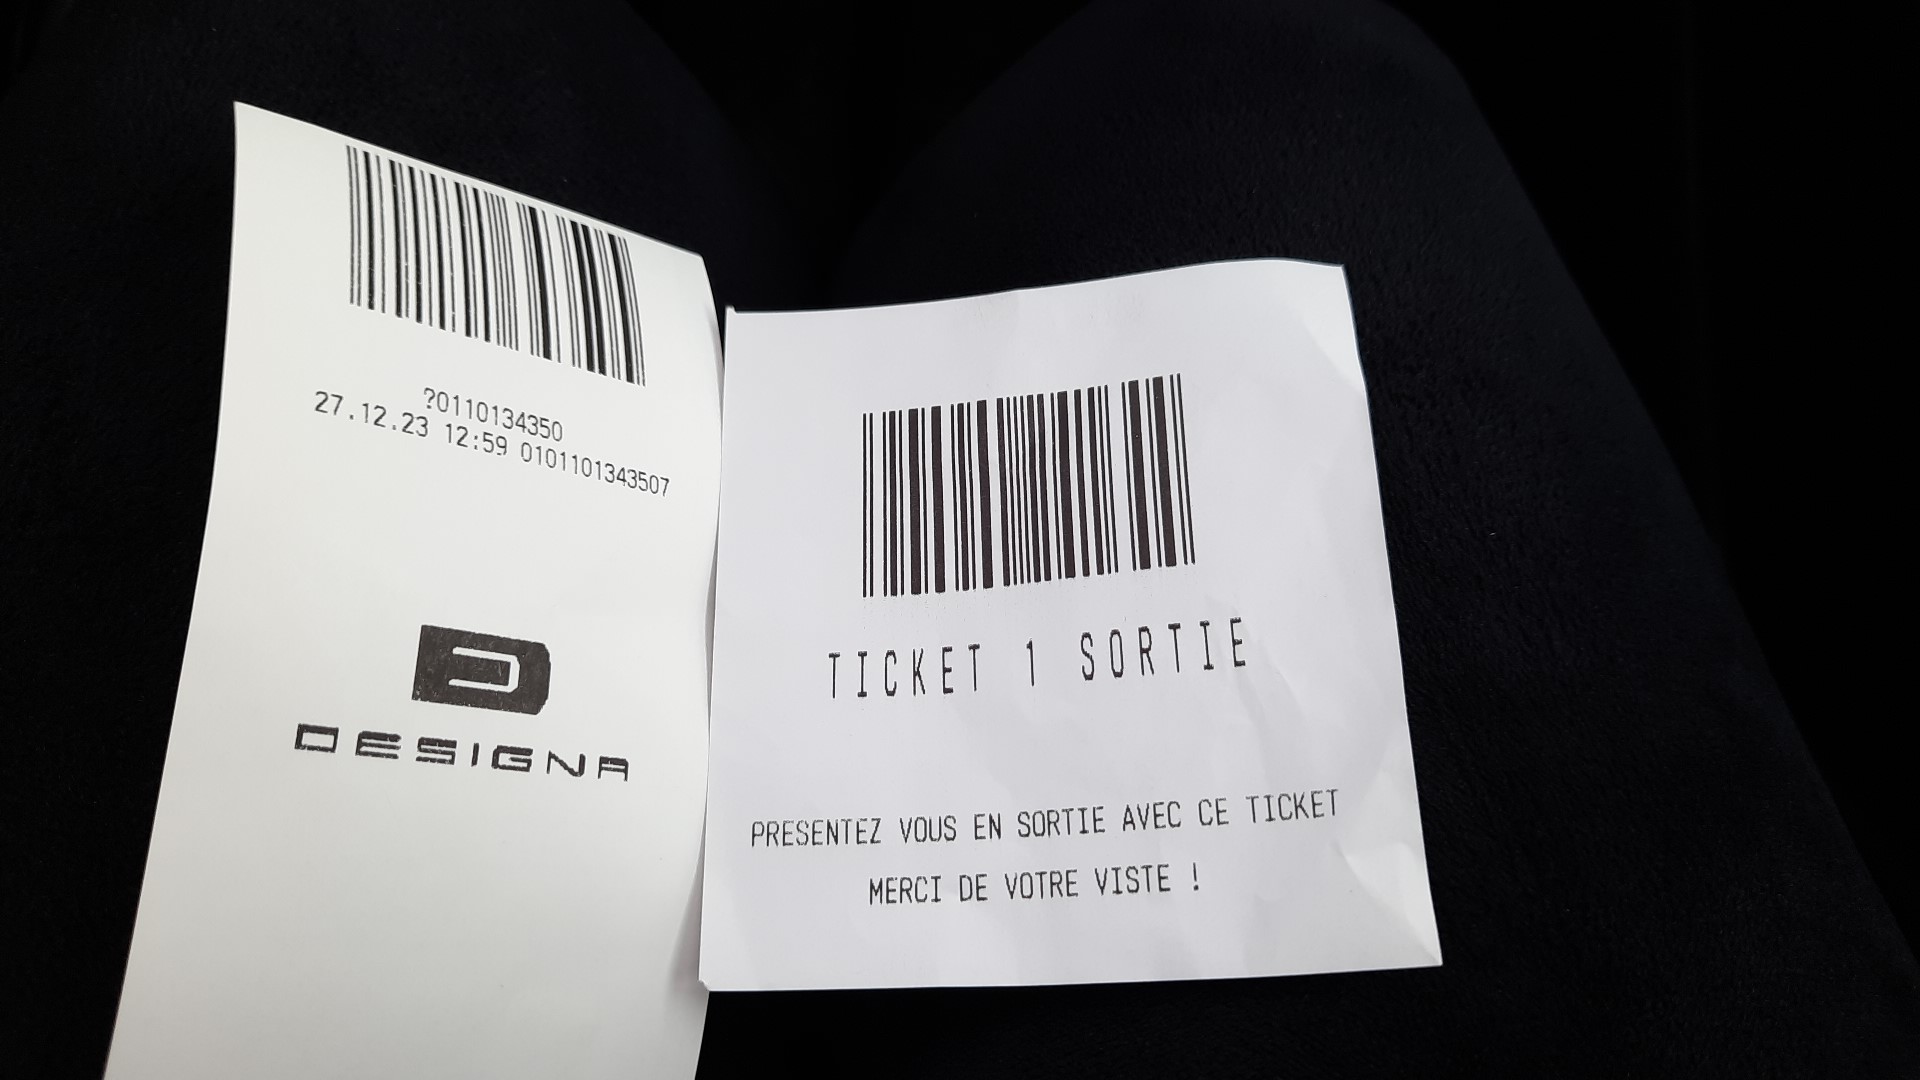 ?0110134350
27.12.23 12:59 0101101343507
DESIGNA
TICKET 1 SORTIE
PRESENTEZ VOUS EN SORTIE AVEC CE TICKET
MERCI DE VOTRE VISTE !